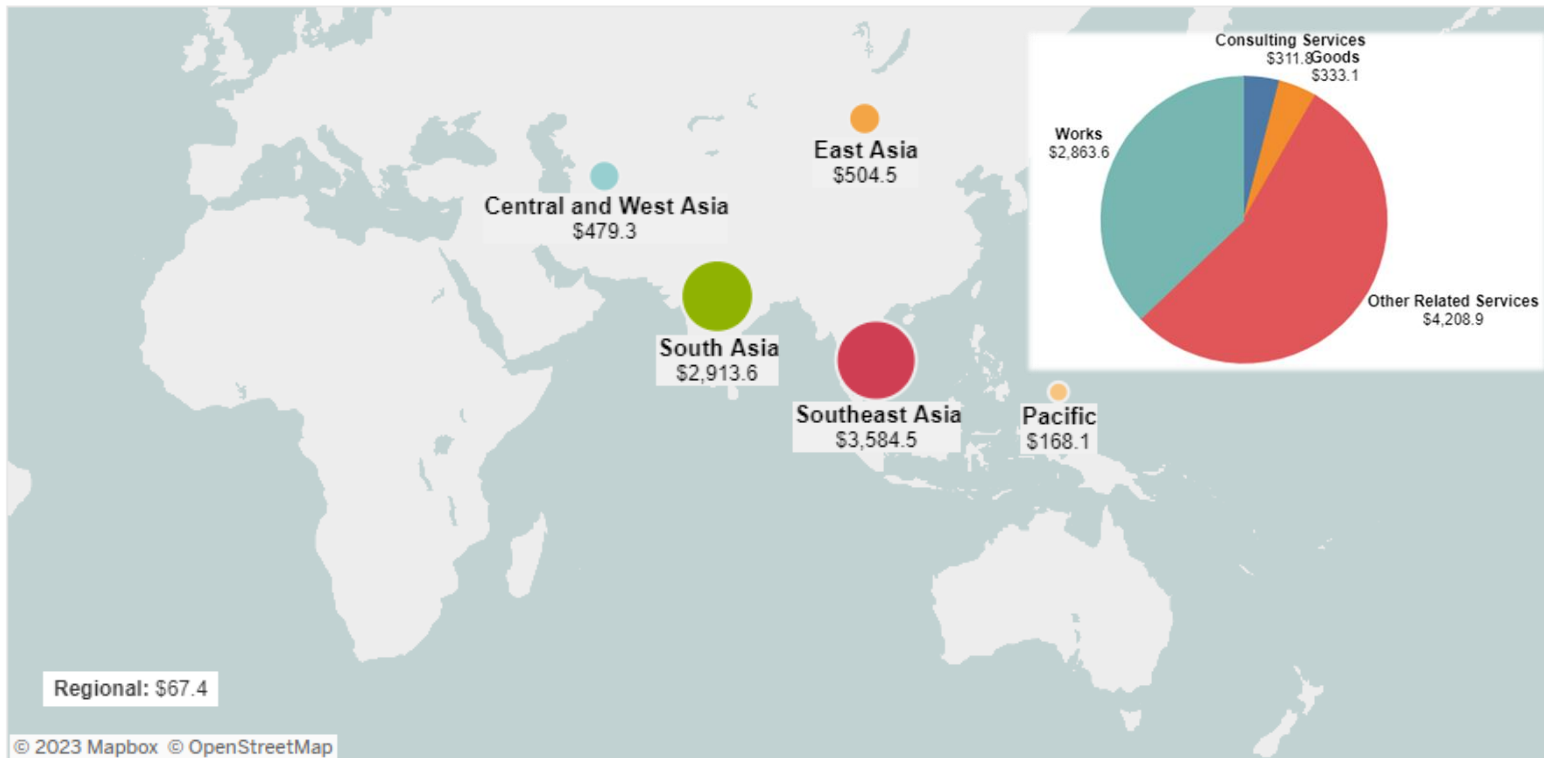 Consulting Services
$311.8
Goods
$333.1
Works
$2,863.6
Other Related Services
$4,208.9
East Asia
$504.5
Central and West Asia
$479.3
South Asia
$2,913.6
Southeast Asia
$3,584.5
Pacific
$168.1
Regional: $67.4
© 2023 Mapbox © OpenStreetMap